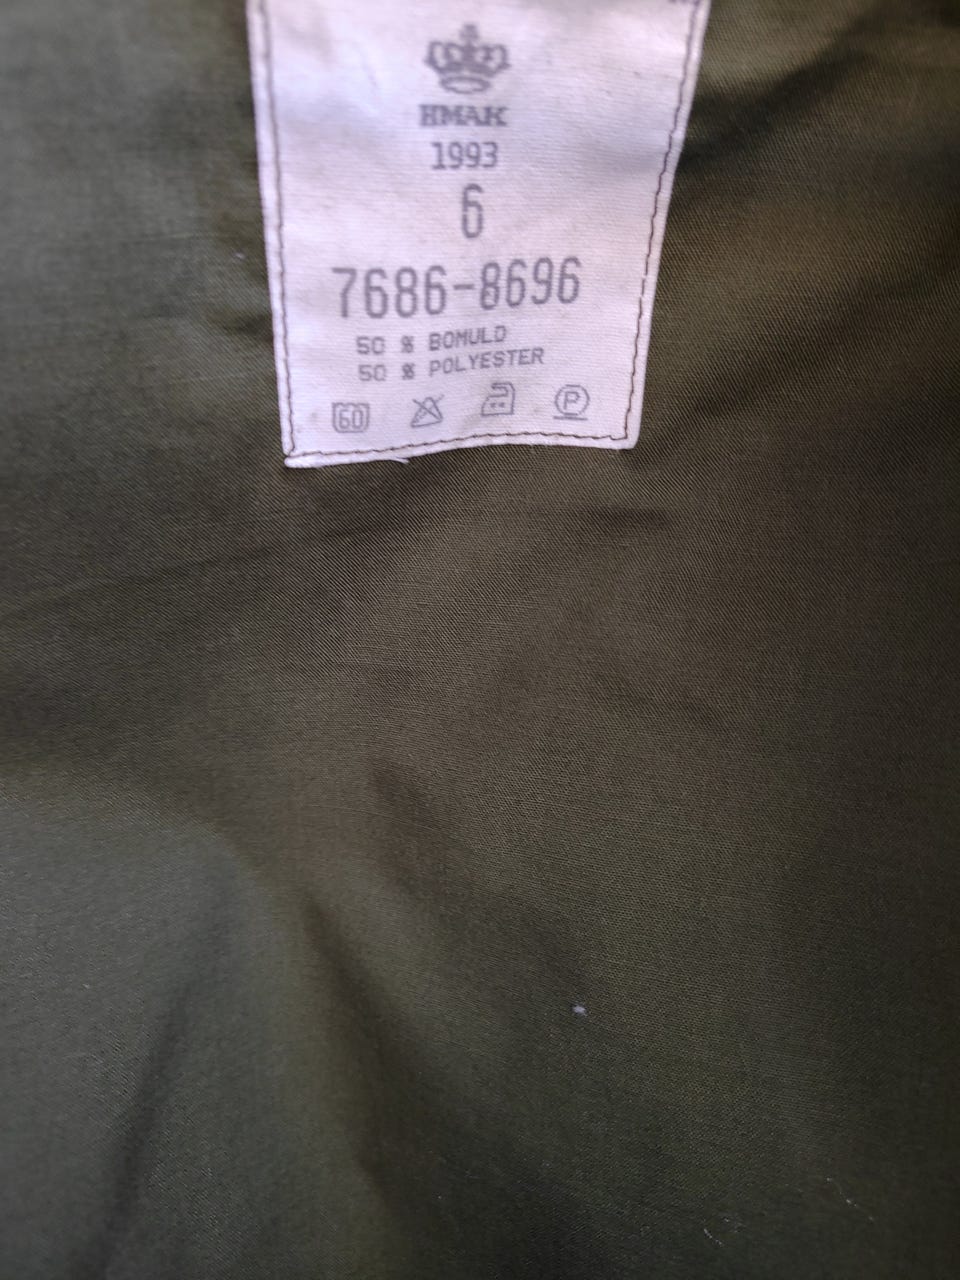 HMAK
1993
6
7686-8696
50 % BOMULD
50 % POLYESTER
60 P